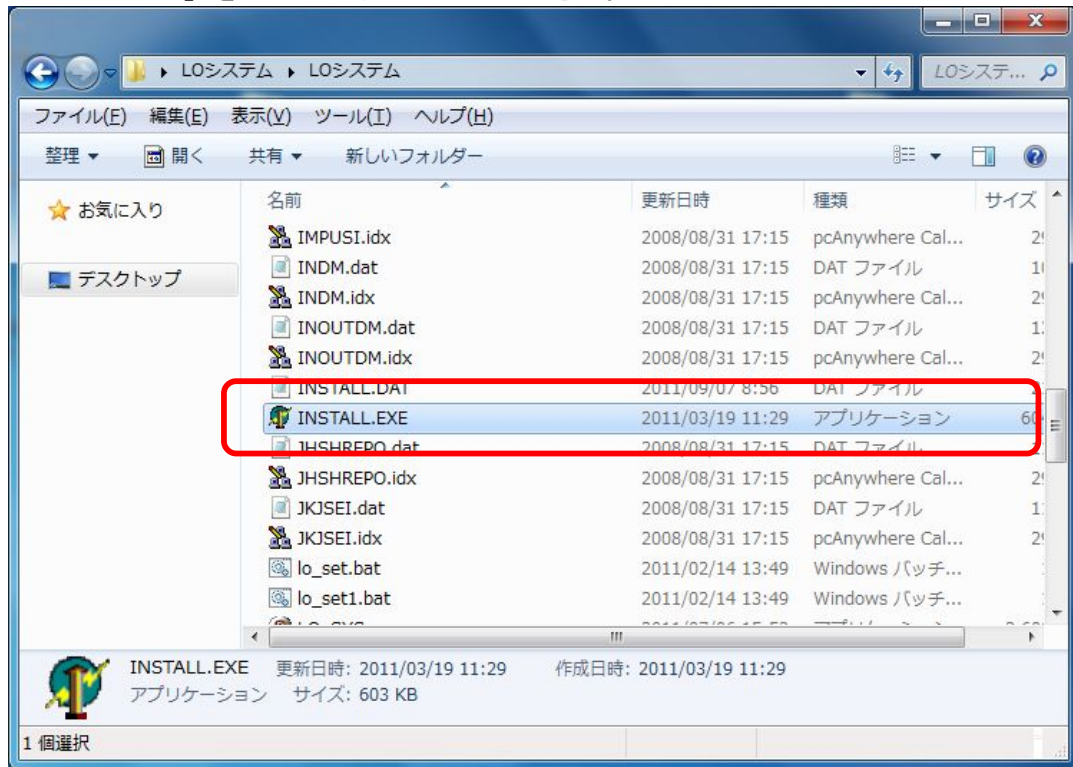 LOシステム ▸ LOシステム
LOシステ...
ファイル(F) 編集(E) 表示(V) ツール(T) ヘルプ(H)
整理 開く 共有 新しいフォルダー
お気に入り
デスクトップ
名前 更新日時 種類 サイズ
IMPUSI.idx 2008/08/31 17:15 pcAnywhere Cal...
INDM.dat 2008/08/31 17:15 DAT ファイル
INDM.idx 2008/08/31 17:15 pcAnywhere Cal...
INOUTDM.dat 2008/08/31 17:15 DAT ファイル
INOUTDM.idx 2008/08/31 17:15 pcAnywhere Cal...
INSTALL.DAT 2011/09/07 8:56 DAT ファイル
INSTALL.EXE 2011/03/19 11:29 アプリケーション
JHSHREPO.dat 2008/08/31 17:15 DAT ファイル
JHSHREPO.idx 2008/08/31 17:15 pcAnywhere Cal...
JKJSEI.dat 2008/08/31 17:15 DAT ファイル
JKJSEI.idx 2008/08/31 17:15 pcAnywhere Cal...
lo_set.bat 2011/02/14 13:49 Windows バッチ...
lo_set1.bat 2011/02/14 13:49 Windows バッチ...
INSTALL.EXE 更新日時: 2011/03/19 11:29 作成日時: 2011/03/19 11:29
アプリケーション サイズ: 603 KB
1 個選択